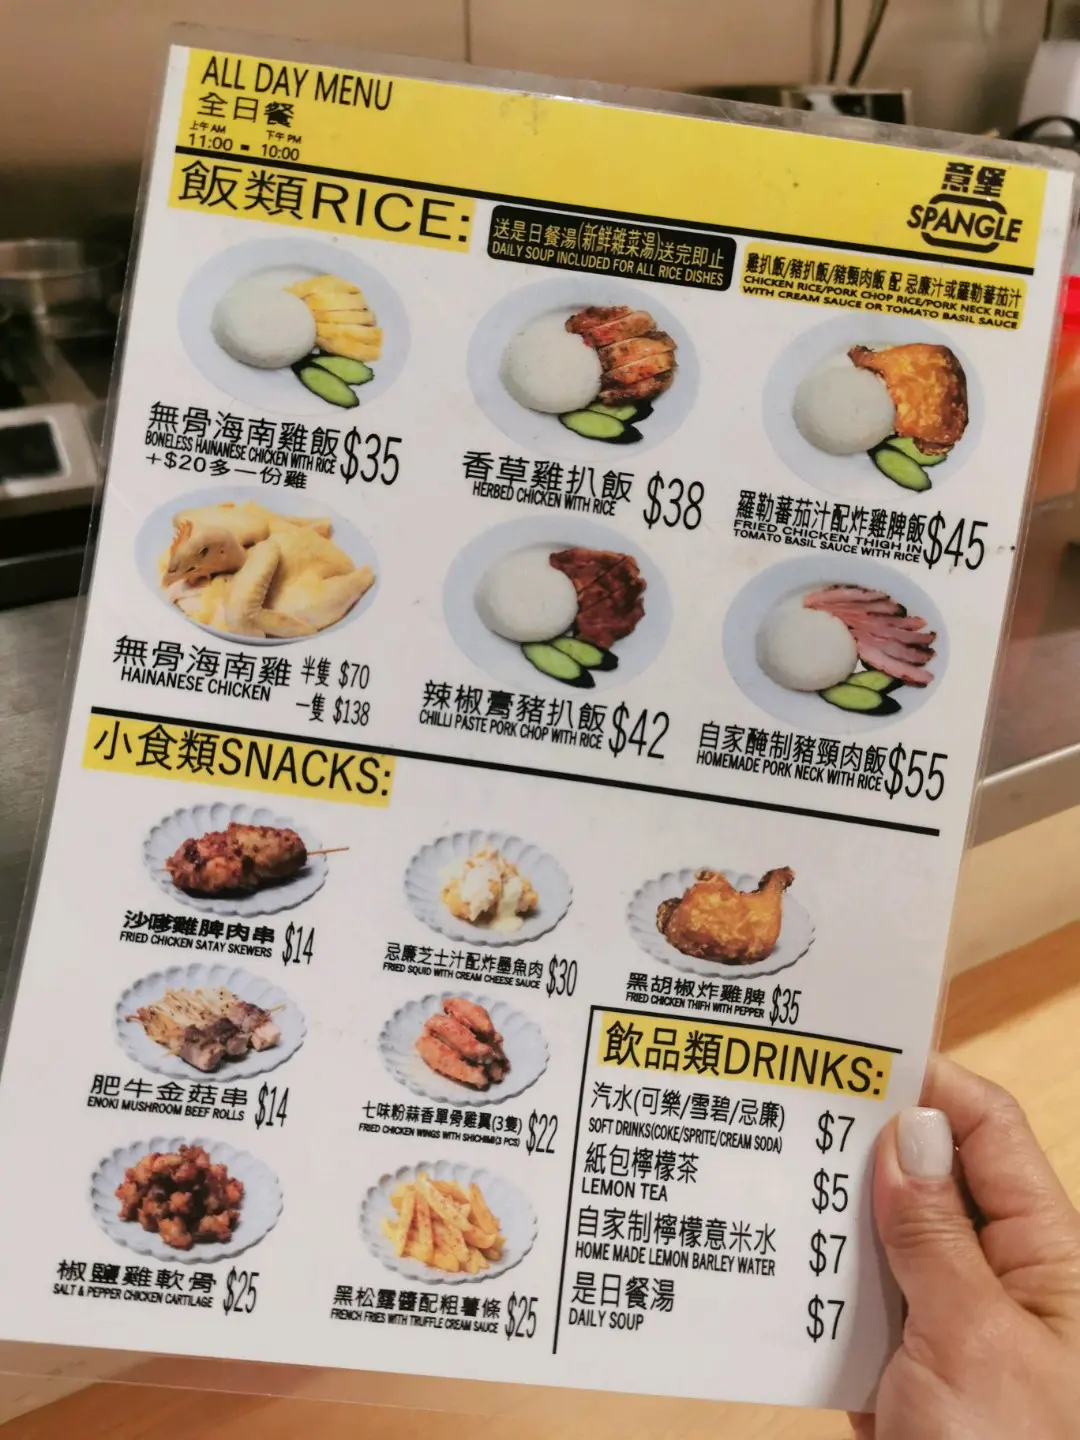 ALL DAY MENU
全日餐
上午 AM 下午 PM
11:00 - 10:00
意堡
SPANGLE
飯類RICE:
送是日餐湯(新鮮雜菜湯)送完即止
DAILY SOUP INCLUDED FOR ALL RICE DISHES
雞扒飯/豬扒飯/豬頸肉飯 配 忌廉汁或羅勒蕃茄汁
CHICKEN RICE/PORK CHOP RICE/PORK NECK RICE
WITH CREAM SAUCE OR TOMATO BASIL SAUCE
無骨海南雞飯 $35
BONELESS HAINANESE CHICKEN WITH RICE
+$20多一份雞
香草雞扒飯 $38
HERBED CHICKEN WITH RICE
羅勒蕃茄汁配炸雞脾飯 $45
FRIED CHICKEN THIGH IN
TOMATO BASIL SAUCE WITH RICE
無骨海南雞 半隻 $70
HAINANESE CHICKEN
一隻 $138
辣椒膏豬扒飯 $42
CHILLI PASTE PORK CHOP WITH RICE
自家醃制豬頸肉飯 $55
HOMEMADE PORK NECK WITH RICE
小食類SNACKS:
沙嗲雞脾肉串 $14
FRIED CHICKEN SATAY SKEWERS
忌廉芝士汁配炸墨魚肉 $30
FRIED SQUID WITH CREAM CHEESE SAUCE
黑胡椒炸雞脾 $35
FRIED CHICKEN THIFH WITH PEPPER
肥牛金菇串 $14
ENOKI MUSHROOM BEEF ROLLS
七味粉蒜香單骨雞翼(3隻) $22
FRIED CHICKEN WINGS WITH SHICHIMI(3 PCS)
椒鹽雞軟骨 $25
SALT & PEPPER CHICKEN CARTILAGE
黑松露醬配粗薯條 $25
FRENCH FRIES WITH TRUFFLE CREAM SAUCE
飲品類DRINKS:
汽水(可樂/雪碧/忌廉) $7
SOFT DRINKS(COKE/SPRITE/CREAM SODA)
紙包檸檬茶 $5
LEMON TEA
自家制檸檬意米水 $7
HOME MADE LEMON BARLEY WATER
是日餐湯 $7
DAILY SOUP